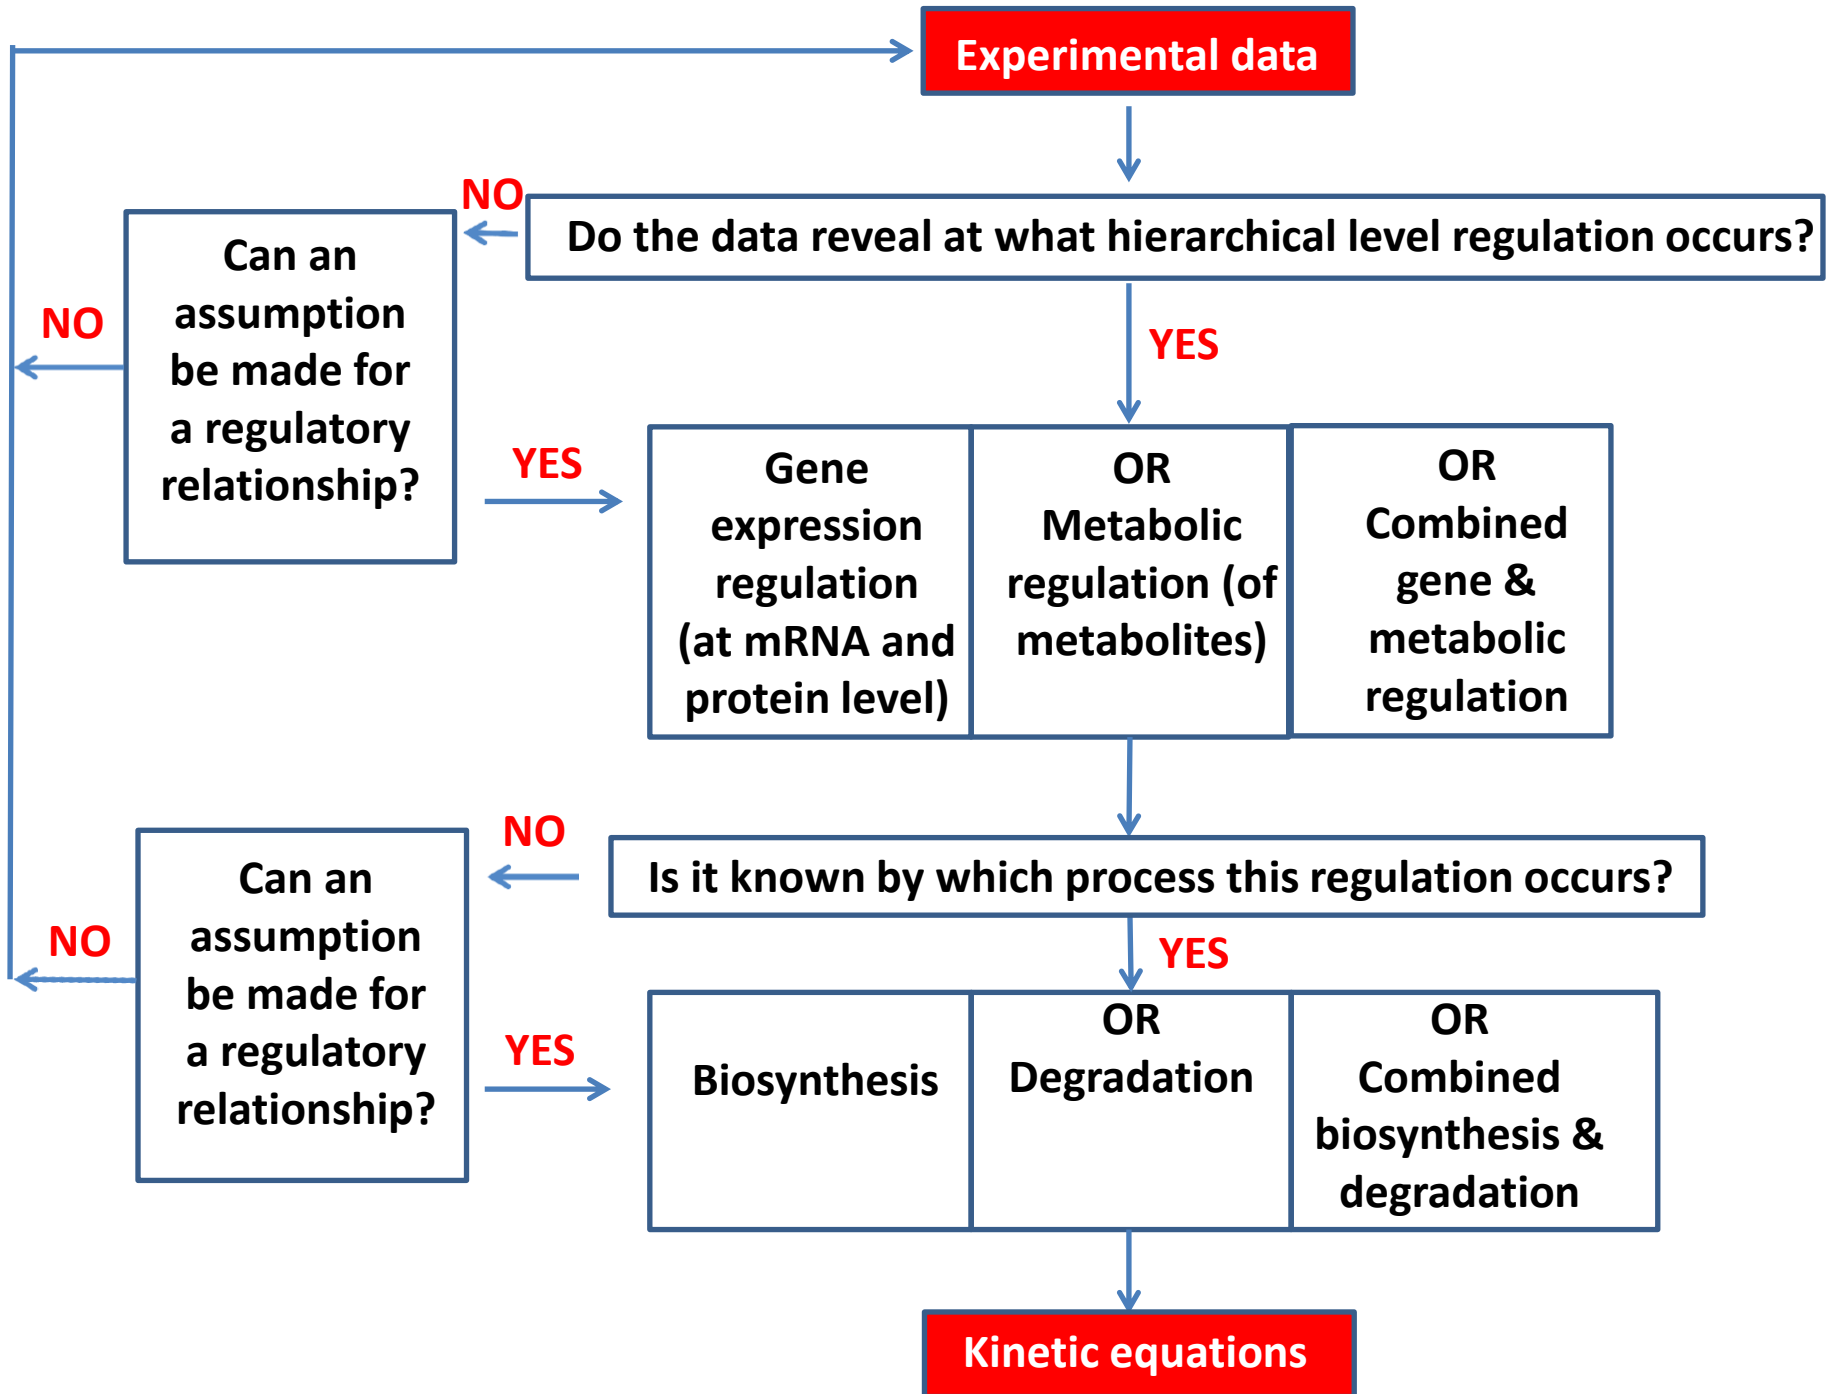 Experimental data
NO
Do the data reveal at what hierarchical level regulation occurs?
Can an
assumption
be made for
a regulatory
relationship?
NO
YES
YES
Gene
expression
regulation
(at mRNA and
protein level)
OR
Metabolic
regulation (of
metabolites)
OR
Combined
gene &
metabolic
regulation
NO
Is it known by which process this regulation occurs?
Can an
assumption
be made for
a regulatory
relationship?
NO
YES
YES
Biosynthesis
OR
Degradation
OR
Combined
biosynthesis &
degradation
Kinetic equations